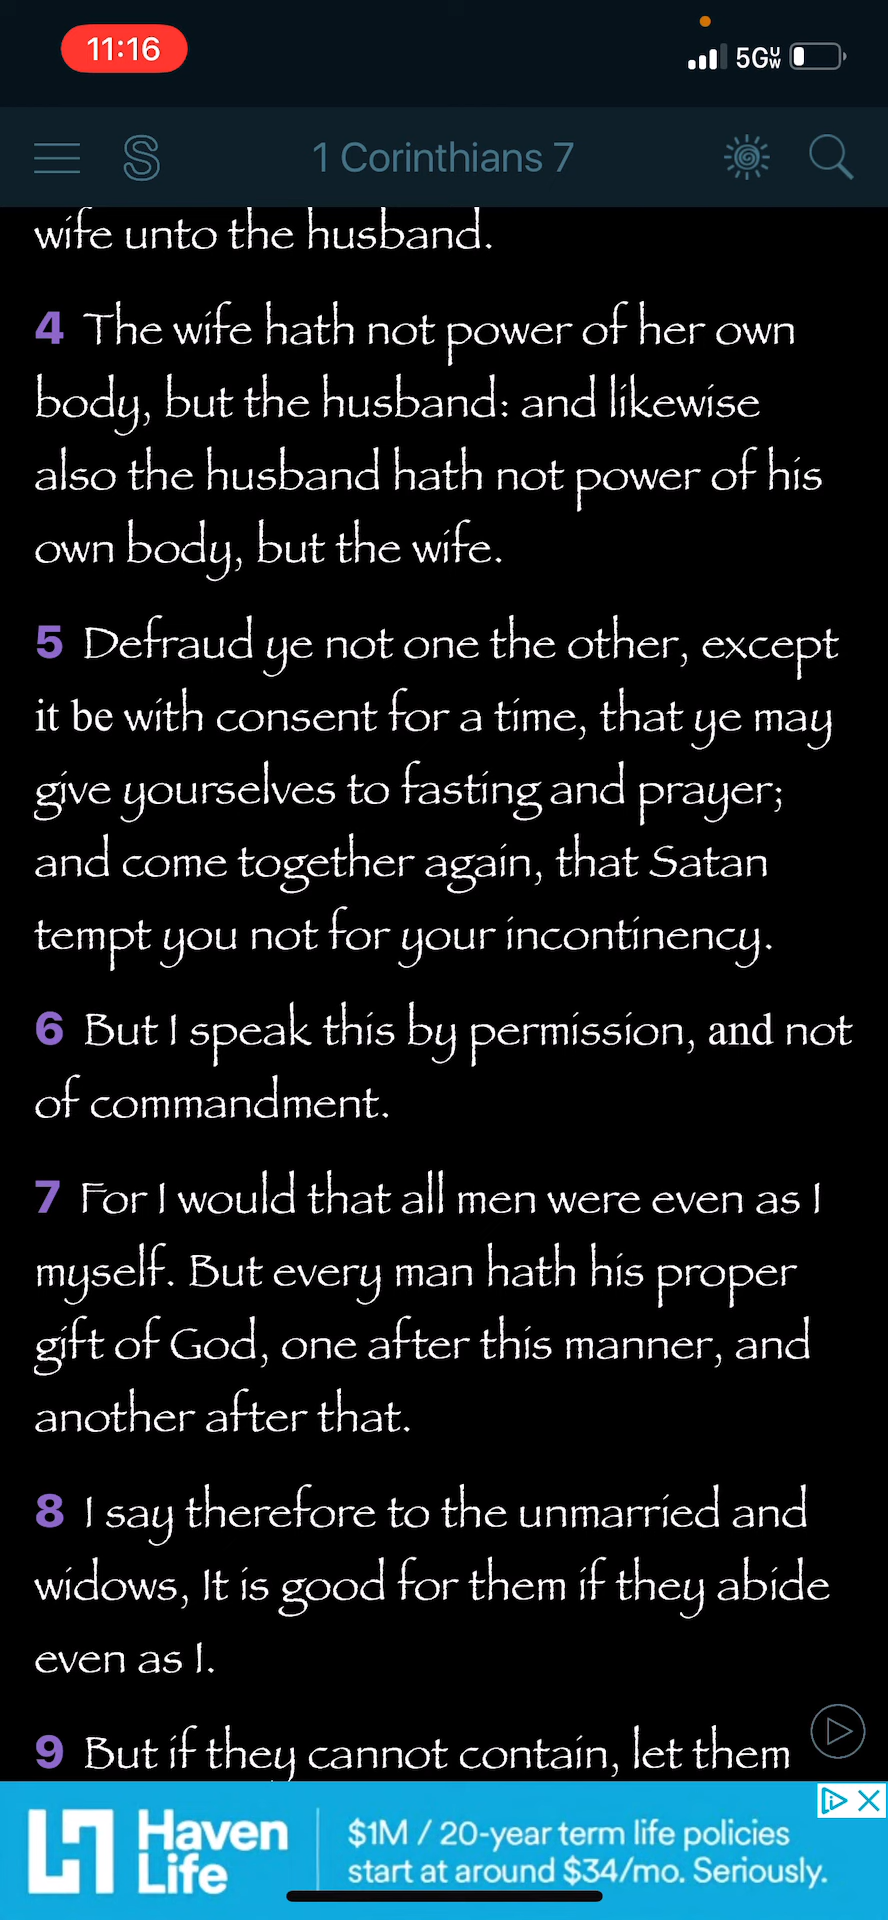 11:16
5GUW
S
1 Corinthians 7
wife unto the husband.
4 The wife hath not power of her own
body, but the husband: and likewise
also the husband hath not power of his
own body, but the wife.
5 Defraud ye not one the other, except
it be with consent for a time, that ye may
give yourselves to fasting and prayer;
and come together again, that Satan
tempt you not for your incontinency.
6 But I speak this by permission, and not
of commandment.
7 For I would that all men were even as I
myself. But every man hath his proper
gift of God, one after this manner, and
another after that.
8 I say therefore to the unmarried and
widows, It is good for them if they abide
even as I.
9 But if they cannot contain, let them
Haven
Life
$1M / 20-year term life policies
start at around $34/mo. Seriously.